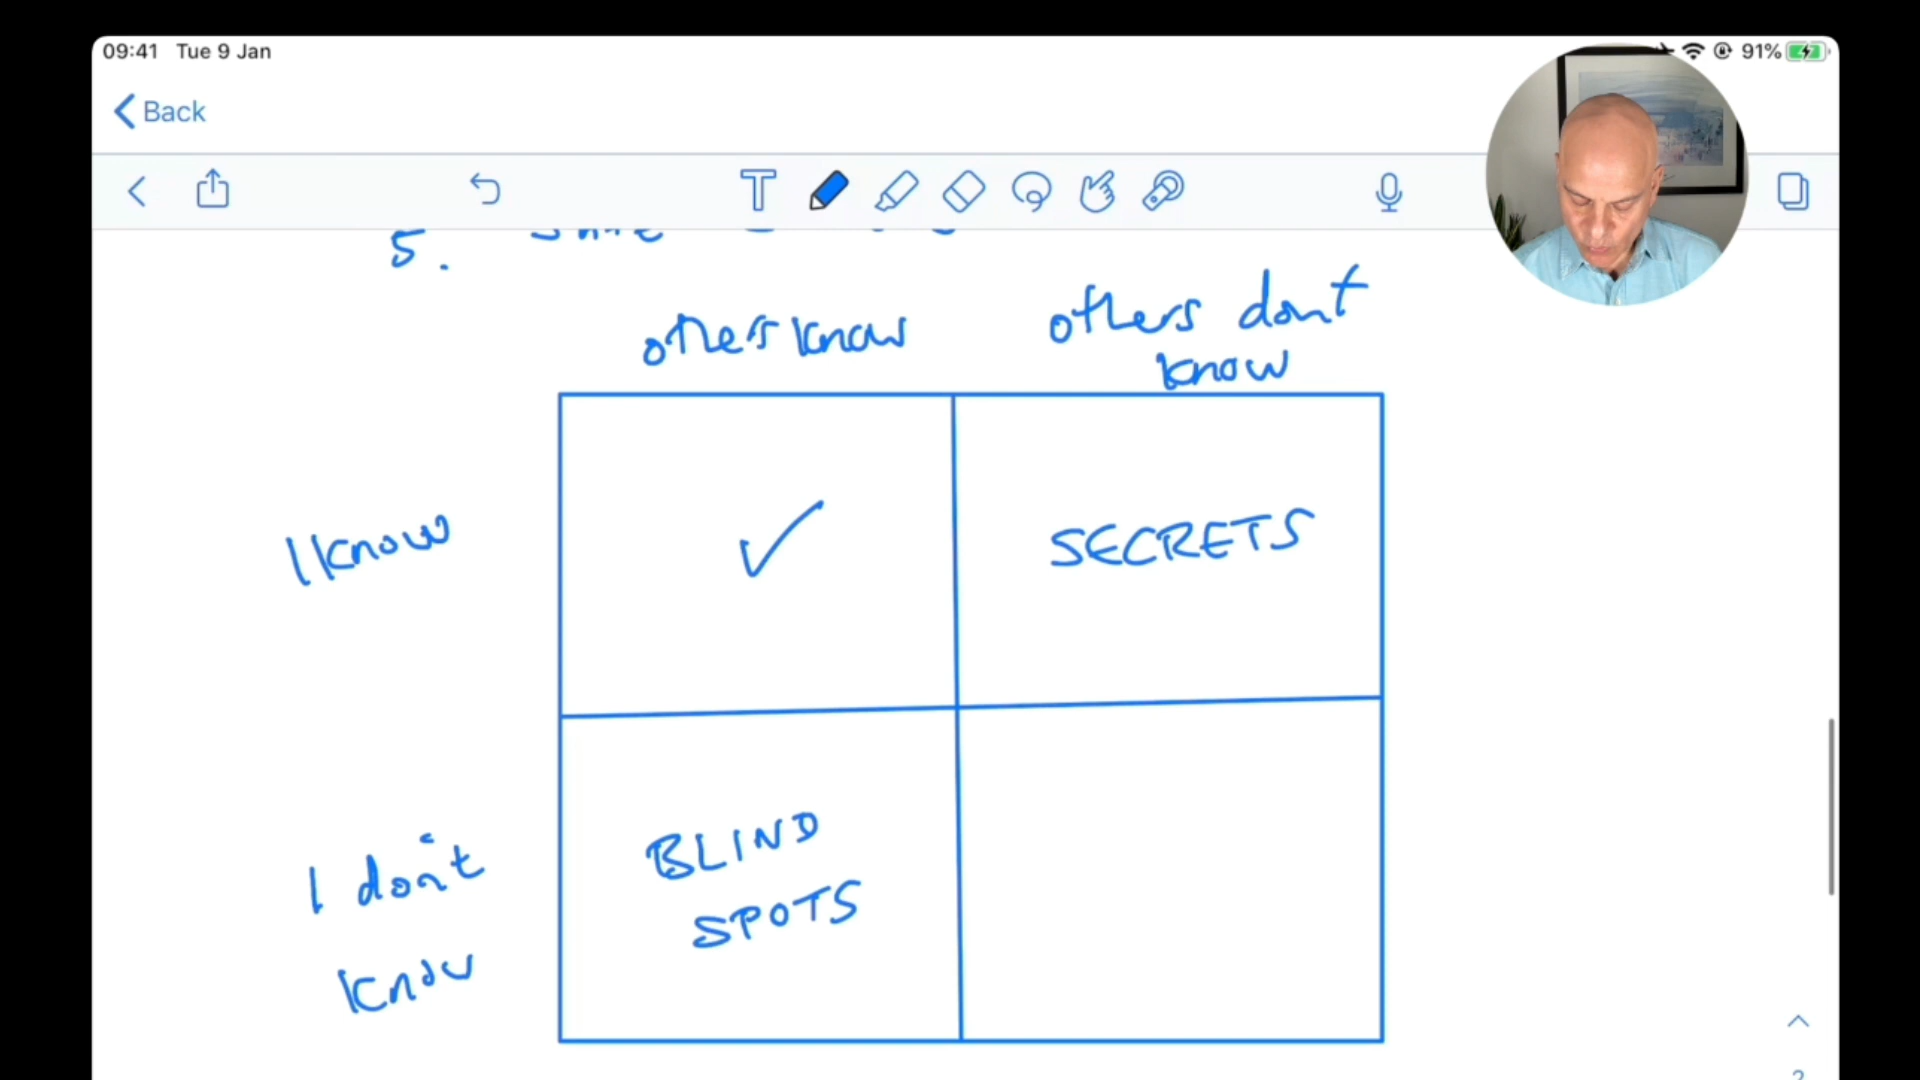 09:41 Tue 9 Jan
91%
Back
T
5.
others know
others don't
know
I know
✓
SECRETS
I don't
know
BLIND
SPOTS